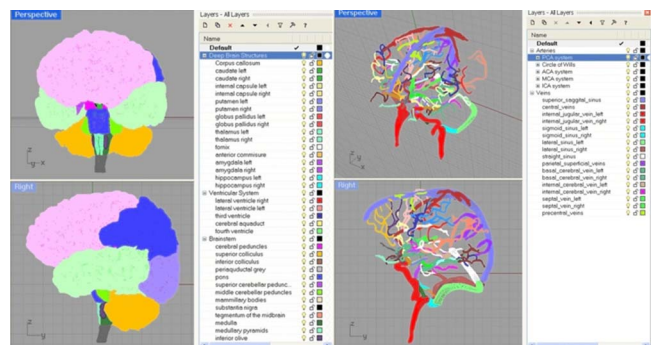 Perspective
Right
Layers - All Layers
Name
Default
Deep Brain Structures
Corpus callosum
caudate left
caudate right
internal capsule left
internal capsule right
putamen left
putamen right
globus pallidus left
globus pallidus right
thalamus left
thalamus right
fornix
anterior commisure
amygdala left
amygdala right
hippocampus left
hippocampus right
Ventricular System
lateral ventricle right
lateral ventricle left
third ventricle
cerebral aquaduct
fourth ventricle
Brainstem
cerebral peduncles
superior colliculus
inferior colliculus
periaqductal grey
pons
superior cerebellar pedunc...
middle cerebellar peduncles
mammillary bodies
substantia nigra
tegmentum of the midbrain
medulla
medullary pyramids
inferior olive
Perspective
Right
Layers - All Layers
Name
Default
Arteries
PCA system
Circle of Willis
ACA system
MCA system
ICA system
Veins
superior_saggital_sinus
central_veins
internal_jugular_vein_left
internal_jugular_vein_right
sigmoid_sinus_left
sigmoid_sinus_right
lateral_sinus_left
lateral_sinus_right
straight_sinus
parietal_superficial_veins
basal_cerebral_vein_left
basal_cerebral_vein_right
internal_cerebral_vein_left
internal_cerebral_vein_right
septal_vein_left
septal_vein_right
precentral_veins